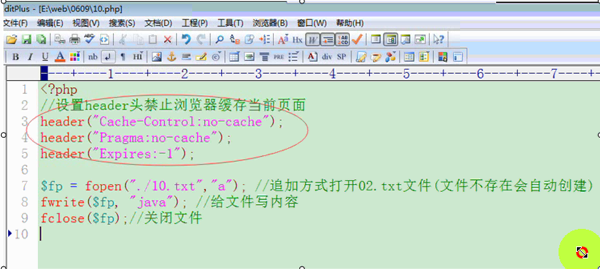 ditPlus - [E:\web\0609\10.php]
文件(F) 编辑(E) 视图(V) 搜索(S) 文档(D) 工程(P) 工具(T) 浏览器(B) 窗口(W) 帮助(H)
1 <?php
2 //设置header头禁止浏览器缓存当前页面
3 header("Cache-Control:no-cache");
4 header("Pragma:no-cache");
5 header("Expires:-1");
6
7 $fp = fopen("./10.txt","a"); //追加方式打开02.txt文件(文件不存在会自动创建)
8 fwrite($fp, "java"); //给文件写内容
9 fclose($fp);//关闭文件
10